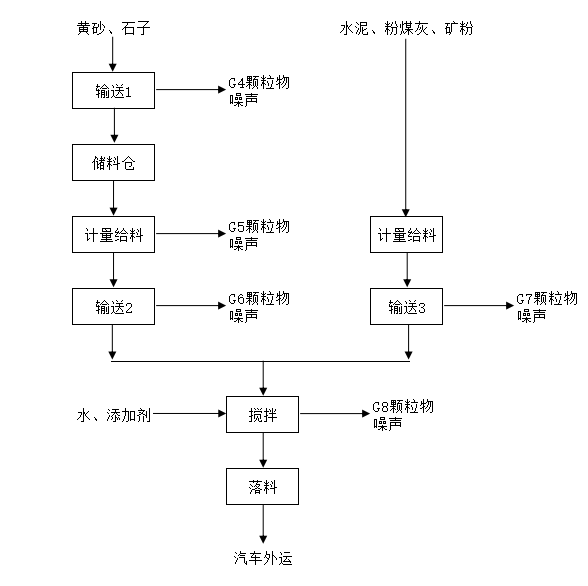 黄砂、石子
水泥、粉煤灰、矿粉
输送1
G4颗粒物
噪声
储料仓
计量给料
G5颗粒物
噪声
计量给料
输送2
G6颗粒物
噪声
输送3
G7颗粒物
噪声
水、添加剂
搅拌
G8颗粒物
噪声
落料
汽车外运